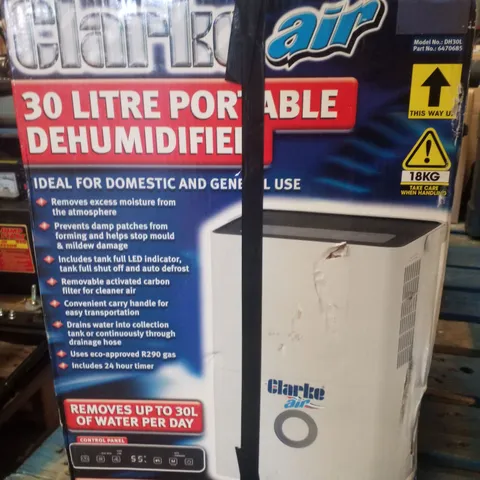 Clarke air
Model No.: DH30L
Part No.: 6470685
30 LITRE PORTABLE
DEHUMIDIFIE
THIS WAY U
18KG
TAKE CARE
WHEN HANDLING
IDEAL FOR DOMESTIC AND GENE L USE
Removes excess moisture from
the atmosphere
Prevents damp patches from
forming and helps stop mould
& mildew damage
Includes tank full LED indicator,
tank full shut off and auto defrost
Removable activated carbon
filter for cleaner air
Convenient carry handle for
easy transportation
Drains water into collection
tank or continuously through
drainage hose
Uses eco-approved R290 gas
Includes 24 hour timer
REMOVES UP TO 30L
OF WATER PER DAY
CONTROL PANEL
Clarke
air